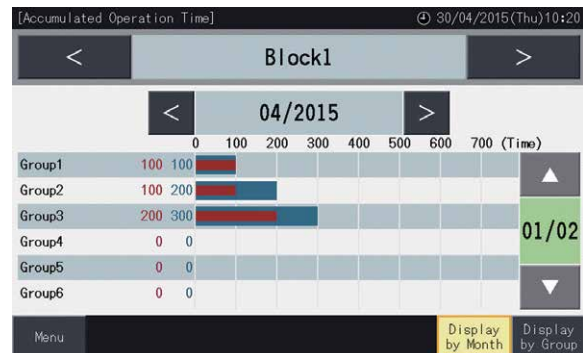 [Accumulated Operation Time] 30/04/2015(Thu)10:20
< Block1 >
< 04/2015 >
0 100 200 300 400 500 600 700 (Time)
Group1 100 100
Group2 100 200
Group3 200 300
Group4 0 0
Group5 0 0
Group6 0 0
01/02
Menu
Display by Month
Display by Group